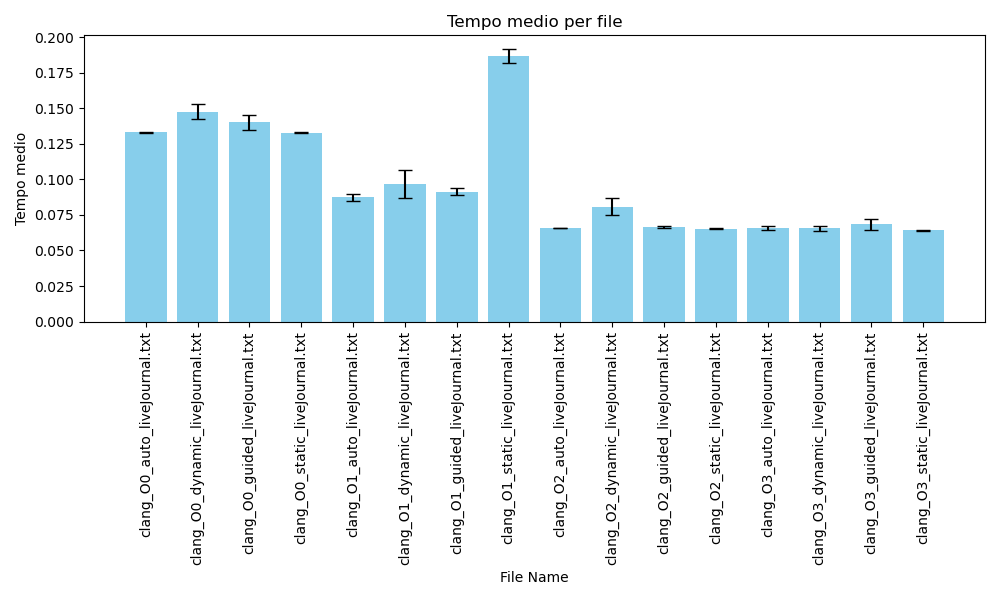 Tempo medio per file
Tempo medio
0.200
0.175
0.150
0.125
0.100
0.075
0.050
0.025
0.000
clang_O0_auto_liveJournal.txt
clang_O0_dynamic_liveJournal.txt
clang_O0_guided_liveJournal.txt
clang_O0_static_liveJournal.txt
clang_O1_auto_liveJournal.txt
clang_O1_dynamic_liveJournal.txt
clang_O1_guided_liveJournal.txt
clang_O1_static_liveJournal.txt
clang_O2_auto_liveJournal.txt
clang_O2_dynamic_liveJournal.txt
clang_O2_guided_liveJournal.txt
clang_O2_static_liveJournal.txt
clang_O3_auto_liveJournal.txt
clang_O3_dynamic_liveJournal.txt
clang_O3_guided_liveJournal.txt
clang_O3_static_liveJournal.txt
File Name